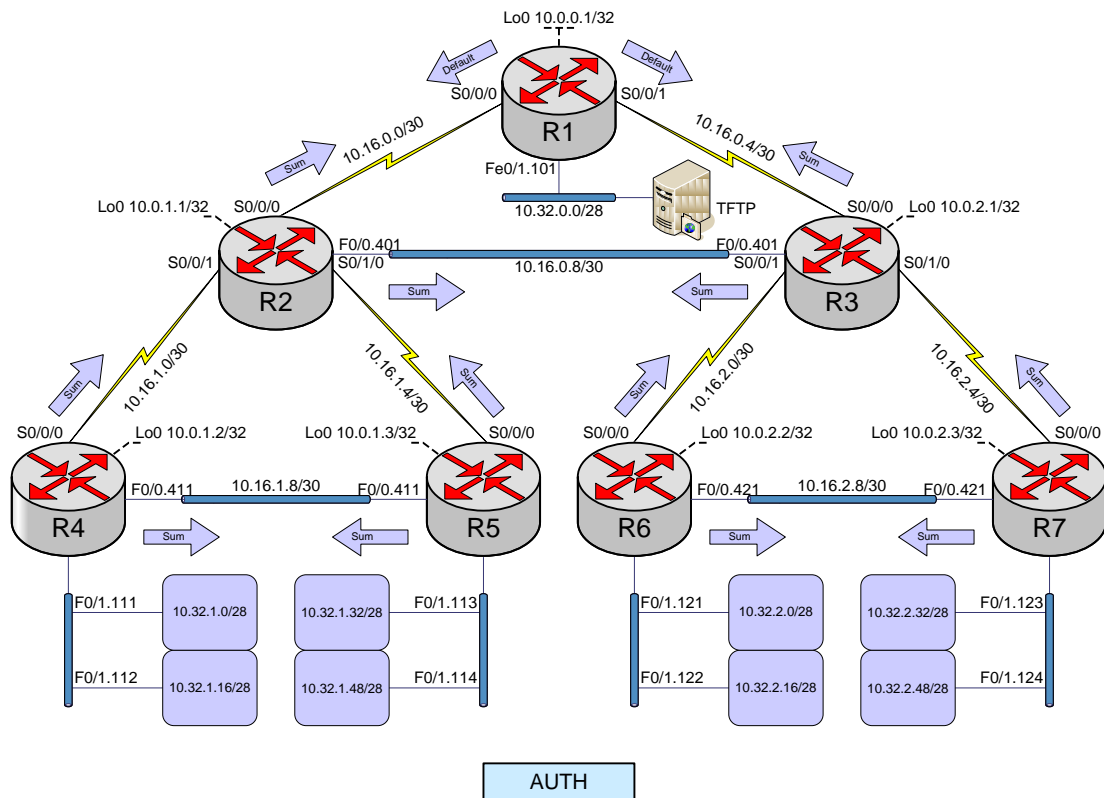 Lo0 10.0.0.1/32
Default
Default
S0/0/0
S0/0/1
R1
10.16.0.0/30
10.16.0.4/30
Sum
Sum
Fe0/1.101
TFTP
10.32.0.0/28
Lo0 10.0.1.1/32
S0/0/0
S0/0/0
Lo0 10.0.2.1/32
F0/0.401
F0/0.401
S0/0/1
S0/1/0
10.16.0.8/30
S0/0/1
S0/1/0
R2
Sum
Sum
R3
10.16.1.0/30
10.16.1.4/30
10.16.2.0/30
10.16.2.4/30
Sum
Sum
Sum
Sum
S0/0/0
Lo0 10.0.1.2/32
Lo0 10.0.1.3/32
S0/0/0
S0/0/0
Lo0 10.0.2.2/32
Lo0 10.0.2.3/32
S0/0/0
F0/0.411
10.16.1.8/30
F0/0.411
F0/0.421
10.16.2.8/30
F0/0.421
R4
Sum
Sum
R5
R6
Sum
Sum
R7
F0/1.111
10.32.1.0/28
10.32.1.32/28
F0/1.113
F0/1.121
10.32.2.0/28
10.32.2.32/28
F0/1.123
F0/1.112
10.32.1.16/28
10.32.1.48/28
F0/1.114
F0/1.122
10.32.2.16/28
10.32.2.48/28
F0/1.124
AUTH